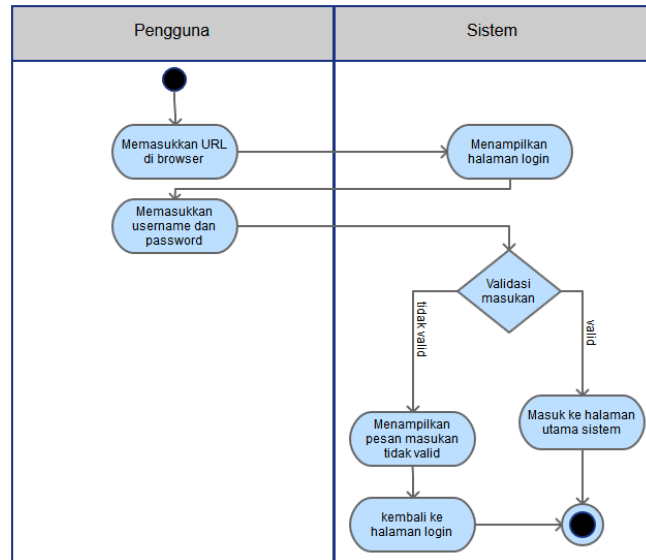 Pengguna
Sistem
Memasukkan URL
di browser
Menampilkan
halaman login
Memasukkan
username dan
password
Validasi
masukan
tidak valid
valid
Menampilkan
pesan masukan
tidak valid
Masuk ke halaman
utama sistem
kembali ke
halaman login